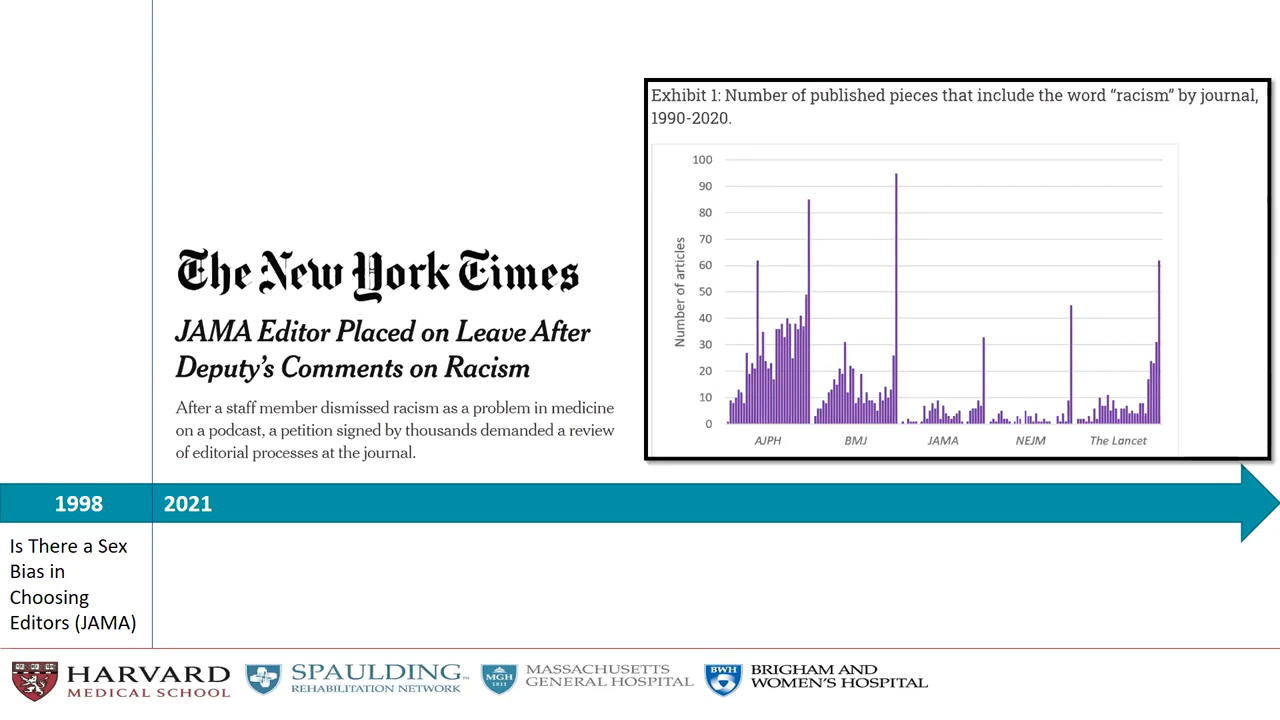 Exhibit 1: Number of published pieces that include the word “racism” by journal,
1990-2020.
100
90
80
70
60
50
40
30
20
10
0
Number of articles
AJPH
BMJ
JAMA
NEJM
The Lancet
The New York Times
JAMA Editor Placed on Leave After
Deputy’s Comments on Racism
After a staff member dismissed racism as a problem in medicine
on a podcast, a petition signed by thousands demanded a review
of editorial processes at the journal.
1998
2021
Is There a Sex
Bias in
Choosing
Editors (JAMA)
HARVARD
MEDICAL SCHOOL
SPAULDING
REHABILITATION NETWORK
MGH
1811
MASSACHUSETTS
GENERAL HOSPITAL
BWH
BRIGHAM AND
WOMEN'S HOSPITAL